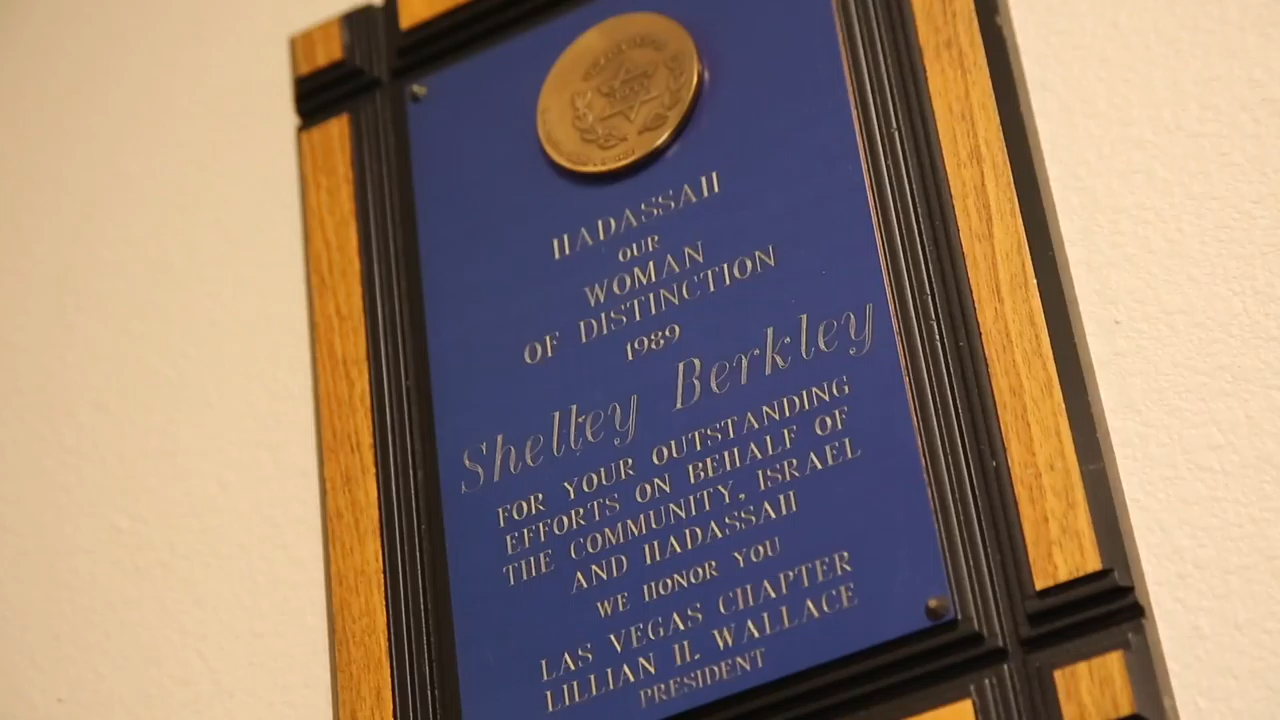 HADASSAH
OUR
WOMAN
OF DISTINCTION
1989
Shelley Berkley
FOR YOUR OUTSTANDING
EFFORTS ON BEHALF OF
THE COMMUNITY, ISRAEL
AND HADASSAH
WE HONOR YOU
LAS VEGAS CHAPTER
LILLIAN H. WALLACE
PRESIDENT